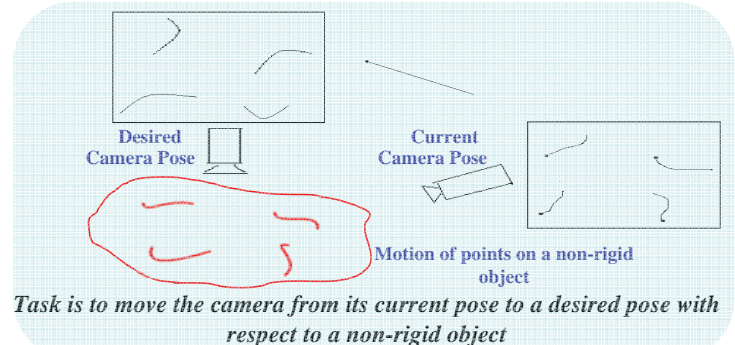 Desired
Camera Pose
Current
Camera Pose
Motion of points on a non-rigid
object
Task is to move the camera from its current pose to a desired pose with
respect to a non-rigid object